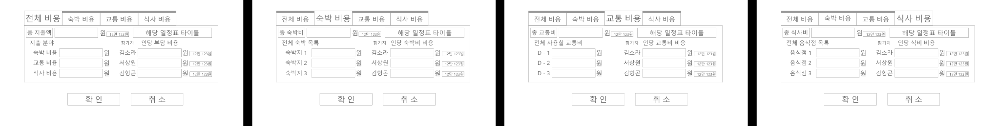 전체 비용 숙박 비용 교통 비용 식사 비용
총 지출액 원 12만 123원 해당 일정표 타이틀
지출 분야 참가자 인당 부담 비용
숙박 비용 원 김소라 원 12만 123원
교통 비용 원 서상원 원 12만 123원
식사 비용 원 김형곤 원 12만 123원
확 인 취 소
전체 비용 숙박 비용 교통 비용 식사 비용
총 숙박비 원 12만 123원 해당 일정표 타이틀
전체 숙박 목록 참가자 인당 숙박비 비용
숙박지 1 원 김소라 원 12만 123원
숙박지 2 원 서상원 원 12만 123원
숙박지 3 원 김형곤 원 12만 123원
확 인 취 소
전체 비용 숙박 비용 교통 비용 식사 비용
총 교통비 원 12만 123원 해당 일정표 타이틀
전체 사용할 교통비 참가자 인당 교통비 비용
D - 1 원 김소라 원 12만 123원
D - 2 원 서상원 원 12만 123원
D - 3 원 김형곤 원 12만 123원
확 인 취 소
전체 비용 숙박 비용 교통 비용 식사 비용
총 식사비 원 12만 123원 해당 일정표 타이틀
전체 음식점 목록 참가자 인당 식비 비용
음식점 1 원 김소라 원 12만 123원
음식점 2 원 서상원 원 12만 123원
음식점 3 원 김형곤 원 12만 123원
확 인 취 소